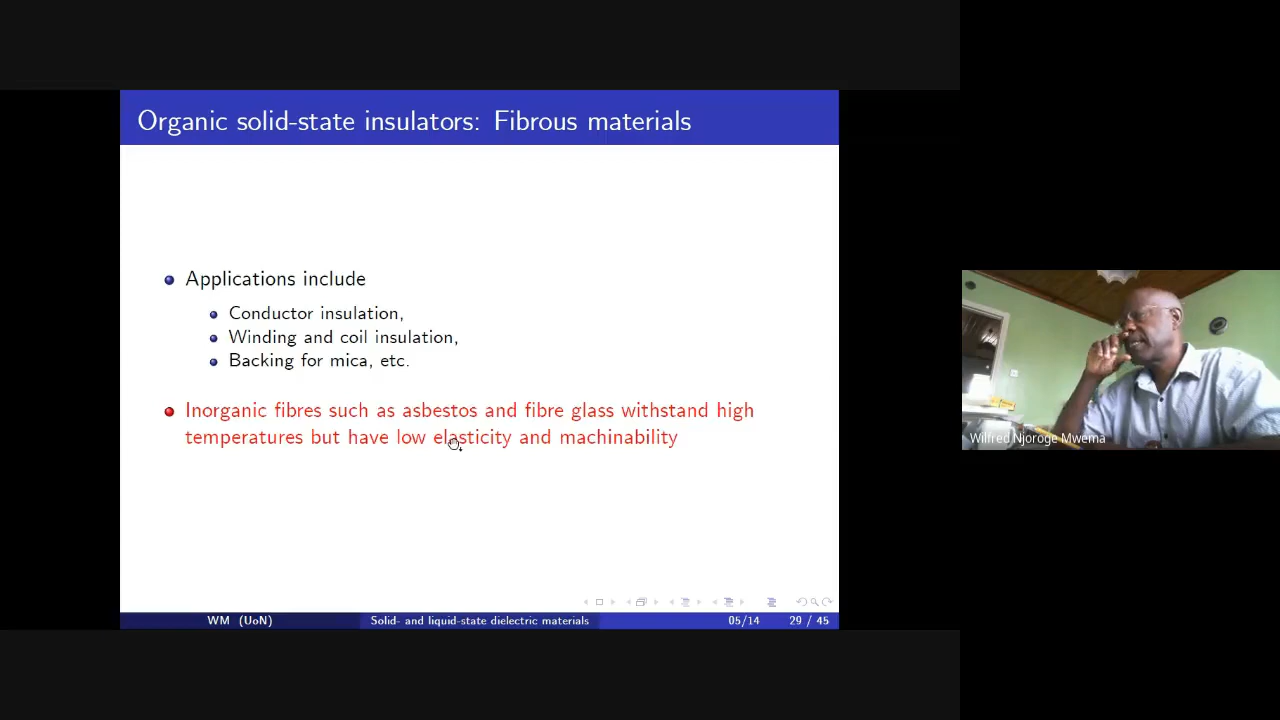 Organic solid-state insulators: Fibrous materials
Applications include
Conductor insulation,
Winding and coil insulation,
Backing for mica, etc.
Inorganic fibres such as asbestos and fibre glass withstand high
temperatures but have low elasticity and machinability
WM (UoN)
Solid- and liquid-state dielectric materials
05/14
29 / 45
Wilfred Njoroge Mwema